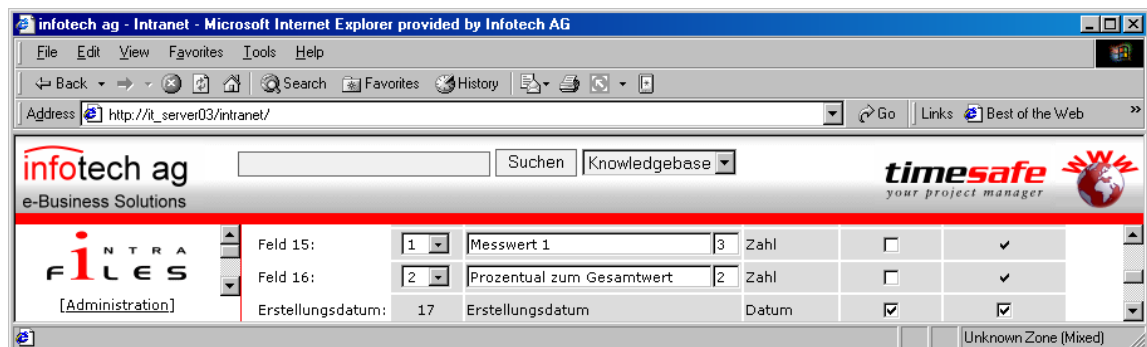 infotech ag - Intranet - Microsoft Internet Explorer provided by Infotech AG
File Edit View Favorites Tools Help
Back Search Favorites History
Address http://it_server03/intranet/ Go Links Best of the Web »
infotech ag Suchen Knowledgebase timesafe WWW
e-Business Solutions your project manager
INTRA Feld 15: 1 Messwert 1 3 Zahl
FiLES Feld 16: 2 Prozentual zum Gesamtwert 2 Zahl
[Administration] Erstellungsdatum: 17 Erstellungsdatum Datum
Unknown Zone (Mixed)